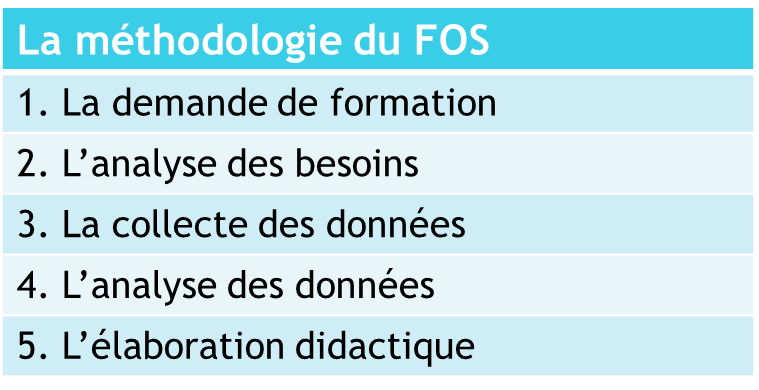 La méthodologie du FOS
1. La demande de formation
2. L’analyse des besoins
3. La collecte des données
4. L’analyse des données
5. L’élaboration didactique